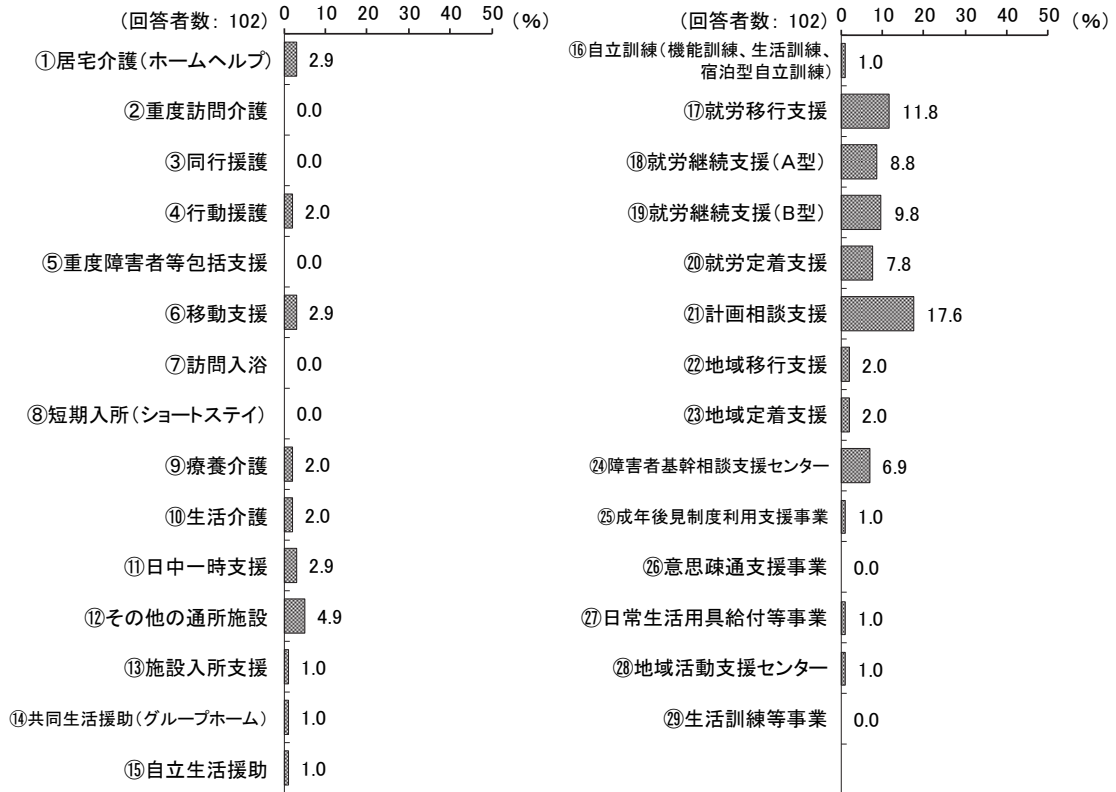 (回答者数: 102)
0 10 20 30 40 50 (%)
①居宅介護(ホームヘルプ) 2.9
②重度訪問介護 0.0
③同行援護 0.0
④行動援護 2.0
⑤重度障害者等包括支援 0.0
⑥移動支援 2.9
⑦訪問入浴 0.0
⑧短期入所(ショートステイ) 0.0
⑨療養介護 2.0
⑩生活介護 2.0
⑪日中一時支援 2.9
⑫その他の通所施設 4.9
⑬施設入所支援 1.0
⑭共同生活援助(グループホーム) 1.0
⑮自立生活援助 1.0
(回答者数: 102)
0 10 20 30 40 50 (%)
⑯自立訓練(機能訓練、生活訓練、
宿泊型自立訓練) 1.0
⑰就労移行支援 11.8
⑱就労継続支援(A型) 8.8
⑲就労継続支援(B型) 9.8
⑳就労定着支援 7.8
㉑計画相談支援 17.6
㉒地域移行支援 2.0
㉓地域定着支援 2.0
㉔障害者基幹相談支援センター 6.9
㉕成年後見制度利用支援事業 1.0
㉖意思疎通支援事業 0.0
㉗日常生活用具給付等事業 1.0
㉘地域活動支援センター 1.0
㉙生活訓練等事業 0.0